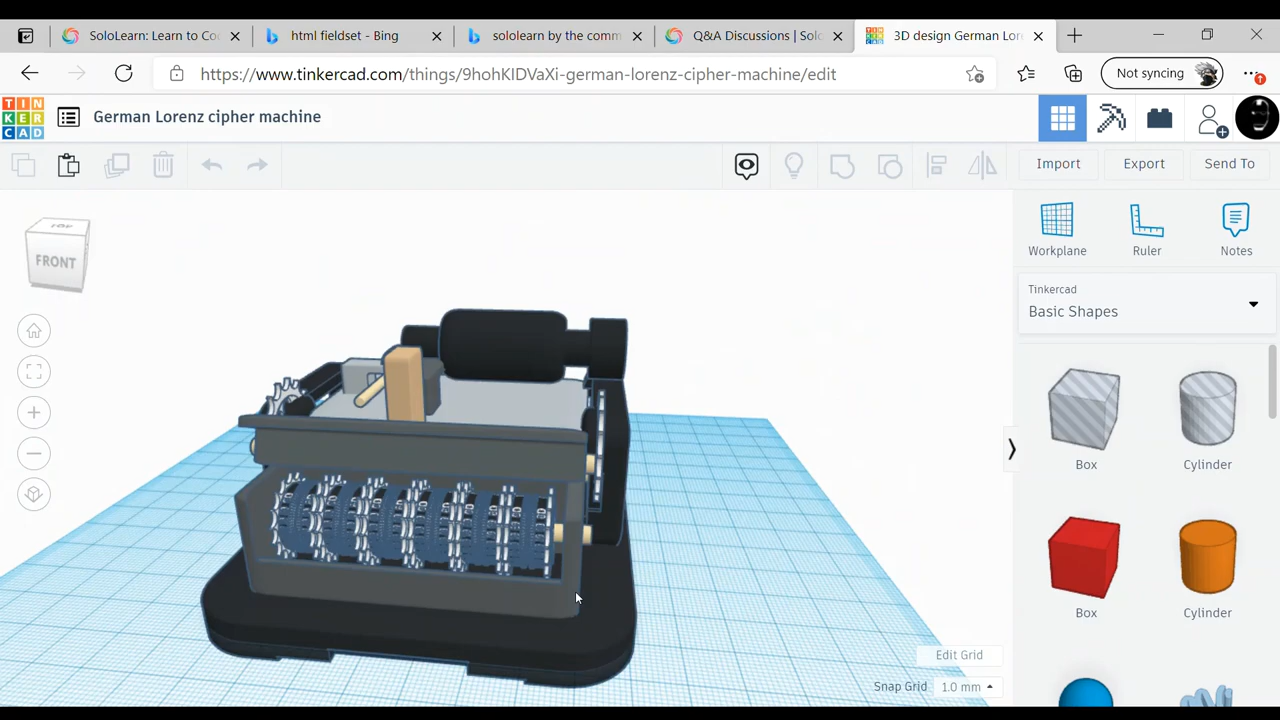 SoloLearn: Learn to Co
html fieldset - Bing
sololearn by the comm
Q&A Discussions | Solo
3D design German Lor
https://www.tinkercad.com/things/9hohKIDVaXi-german-lorenz-cipher-machine/edit
Not syncing
TIN
KER
CAD
German Lorenz cipher machine
Import
Export
Send To
TOP
FRONT
Workplane
Ruler
Notes
Tinkercad
Basic Shapes
Box
Cylinder
Box
Cylinder
Edit Grid
Snap Grid
1.0 mm